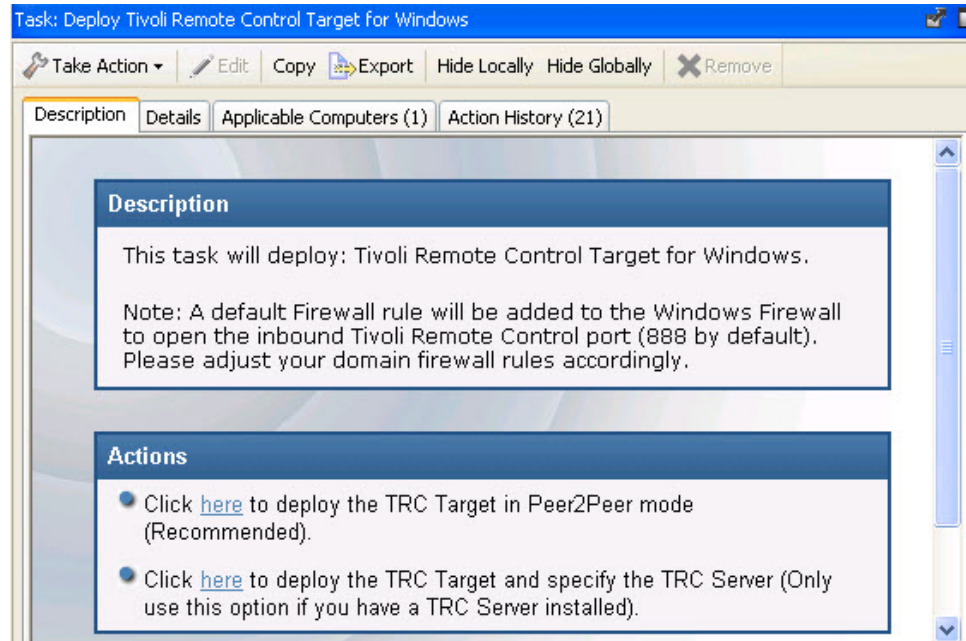 Task: Deploy Tivoli Remote Control Target for Windows
Take Action Edit Copy Export Hide Locally Hide Globally Remove
Description Details Applicable Computers (1) Action History (21)
Description
This task will deploy: Tivoli Remote Control Target for Windows.
Note: A default Firewall rule will be added to the Windows Firewall
to open the inbound Tivoli Remote Control port (888 by default).
Please adjust your domain firewall rules accordingly.
Actions
Click here to deploy the TRC Target in Peer2Peer mode
(Recommended).
Click here to deploy the TRC Target and specify the TRC Server (Only
use this option if you have a TRC Server installed).